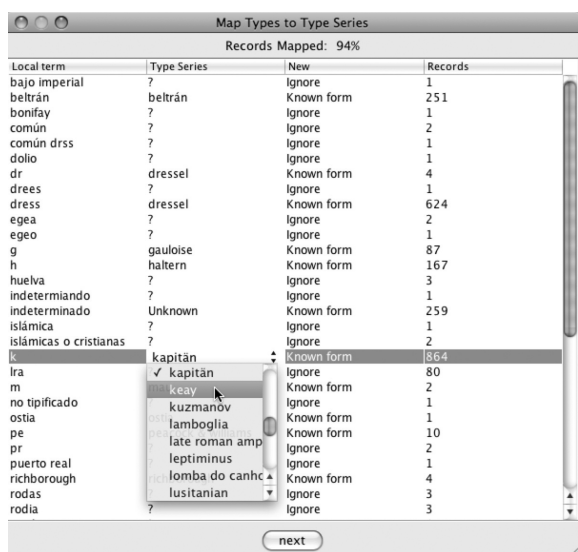 Map Types to Type Series
Records Mapped: 94%
Local term Type Series New Records
bajo imperial ? Ignore 1
beltrán beltrán Known form 251
bonifay ? Ignore 1
común ? Ignore 2
común drss ? Ignore 1
dolio ? Ignore 1
dr dressel Known form 4
drees ? Ignore 1
dress dressel Known form 624
egea ? Ignore 2
egeo ? Ignore 1
g gauloise Known form 87
h haltern Known form 167
huelva ? Ignore 3
indetermiando ? Ignore 1
indeterminado Unknown Known form 259
islámica ? Ignore 1
islámicas o cristianas ? Ignore 2
k kapitän Known form 864
lra ✓ kapitän Ignore 80
m keay Known form 2
no tipificado kuzmanov Ignore 1
ostia lamboglia Known form 1
pe late roman amp Known form 10
pr leptiminus Ignore 2
puerto real lomba do canho Ignore 1
richborough lusitanian Known form 4
rodas ? Ignore 3
rodia ? Ignore 3
next